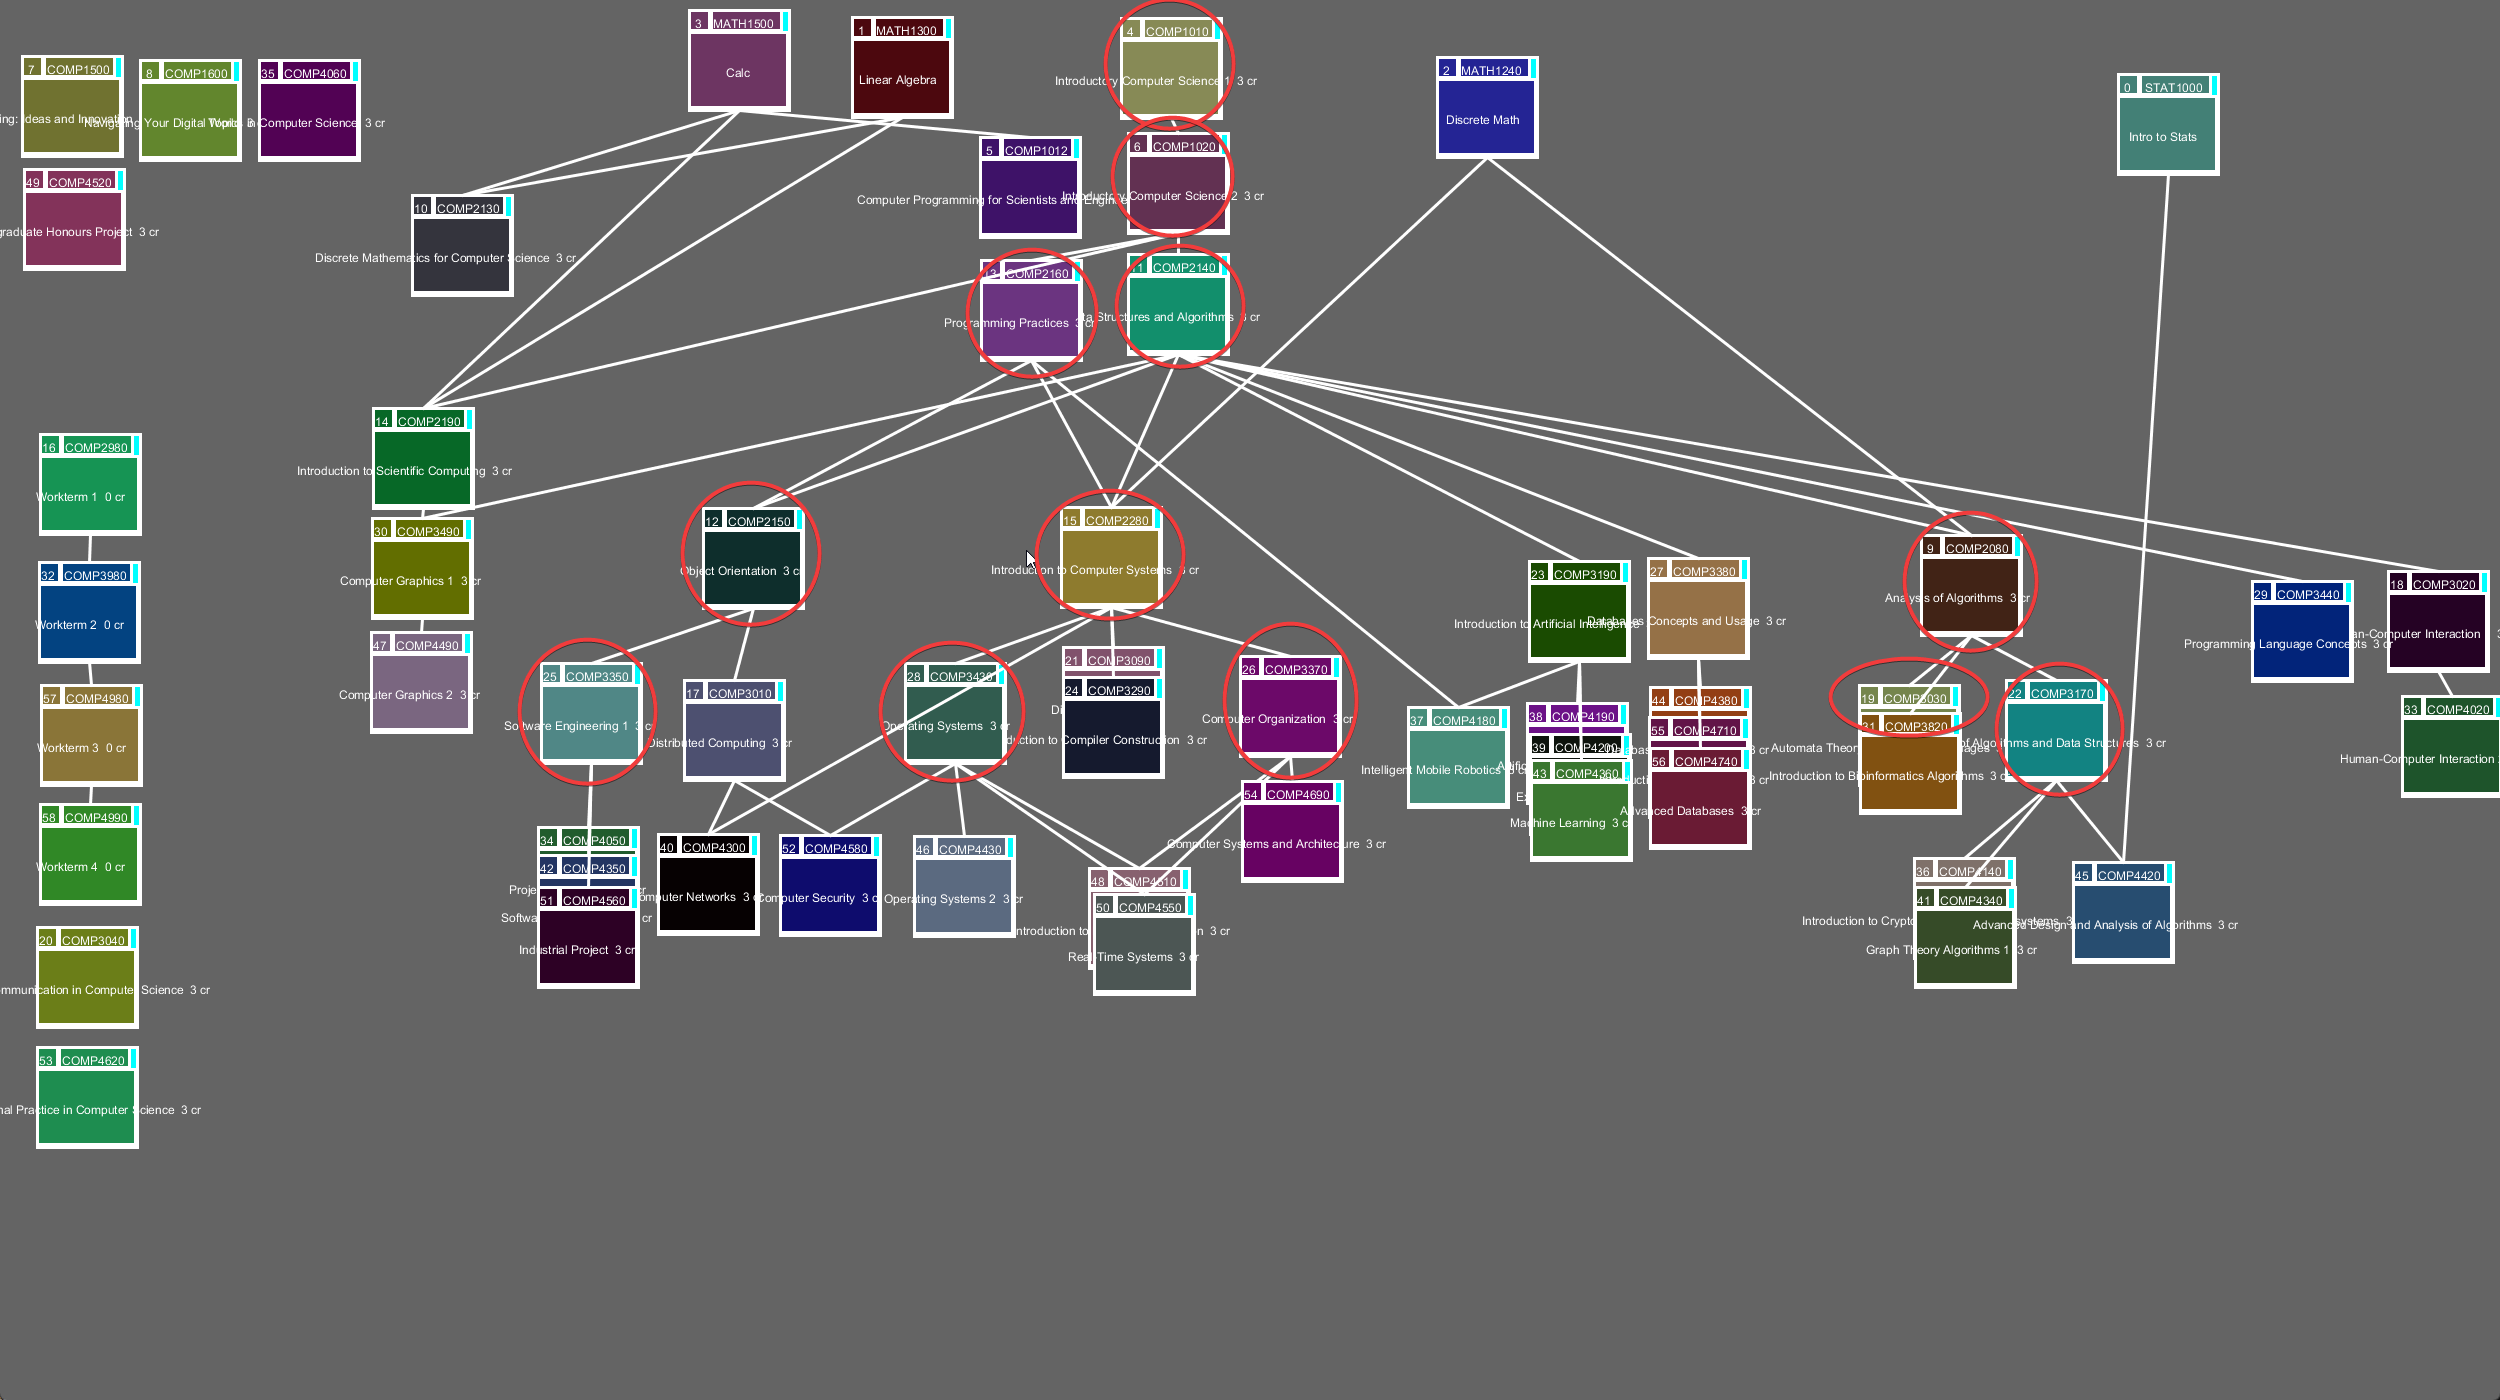 3 MATH1500
Calc
1 MATH1300
Linear Algebra
4 COMP1010
Introductory Computer Science 1 3 cr
2 MATH1240
Discrete Math
0 STAT1000
Intro to Stats
7 COMP1500
Ideas and Innovation
8 COMP1600
Navigating Your Digital World 3
35 COMP4060
Topics in Computer Science 3 cr
49 COMP4520
Honours Project 3 cr
5 COMP1012
Computer Programming for Scientists and
6 COMP1020
Introductory Computer Science 2 3 cr
10 COMP2130
Discrete Mathematics for Computer Science 3 cr
13 COMP2160
Programming Practices 3 cr
11 COMP2140
Structures and Algorithms 3 cr
14 COMP2190
Introduction to Scientific Computing 3 cr
16 COMP2980
Workterm 1 0 cr
30 COMP3490
Computer Graphics 1 3 cr
12 COMP2150
Object Orientation 3 cr
15 COMP2280
Introduction to Computer Systems 3 cr
23 COMP3190
Introduction to Artificial Intelligence
27 COMP3380
Databases Concepts and Usage 3 cr
9 COMP2080
Analysis of Algorithms 3 cr
29 COMP3440
Programming Language Concepts 3 cr
18 COMP3020
Interaction
32 COMP3980
Workterm 2 0 cr
47 COMP4490
Computer Graphics 2 3 cr
25 COMP3350
Software Engineering 1 3 cr
17 COMP3010
Distributed Computing 3 cr
28 COMP3430
Operating Systems 3 cr
21 COMP3090
24 COMP3290
to Compiler Construction 3 cr
26 COMP3370
Computer Organization 3 cr
37 COMP4180
Intelligent Mobile Robotics 3 cr
38 COMP4190
39 COMP4200
43 COMP4360
Machine Learning 3 cr
44 COMP4380
55 COMP4710
56 COMP4740
Advanced Databases 3 cr
19 COMP3030
Automata
31 COMP3820
Introduction to Bioinformatics Algorithms 3
22 COMP3170
of Algorithms and Data Structures 3 cr
33 COMP4020
Human-Computer Interaction
57 COMP4980
Workterm 3 0 cr
58 COMP4990
Workterm 4 0 cr
34 COMP4050
42 COMP4350
51 COMP4560
Industrial Project 3 cr
40 COMP4300
Computer Networks 3
52 COMP4580
Computer Security 3
46 COMP4430
Operating Systems 2 3 cr
48 COMP4510
50 COMP4550
Real-Time Systems 3 cr
54 COMP4690
Computer Systems and Architecture 3 cr
36 COMP4140
Introduction to
41 COMP4340
Graph Theory Algorithms 1 3 cr
45 COMP4420
Advanced Design and Analysis of Algorithms 3 cr
20 COMP3040
in Computer Science 3 cr
53 COMP4620
Practice in Computer Science 3 cr